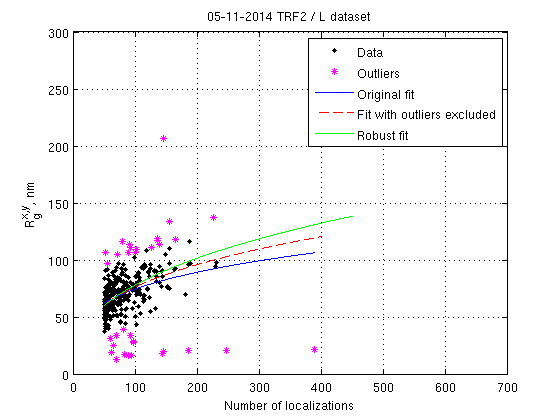 05-11-2014 TRF2 / L dataset
300
250
200
150
100
50
0
R_g^{x,y}, nm
Data
Outliers
Original fit
Fit with outliers excluded
Robust fit
0 100 200 300 400 500 600 700
Number of localizations